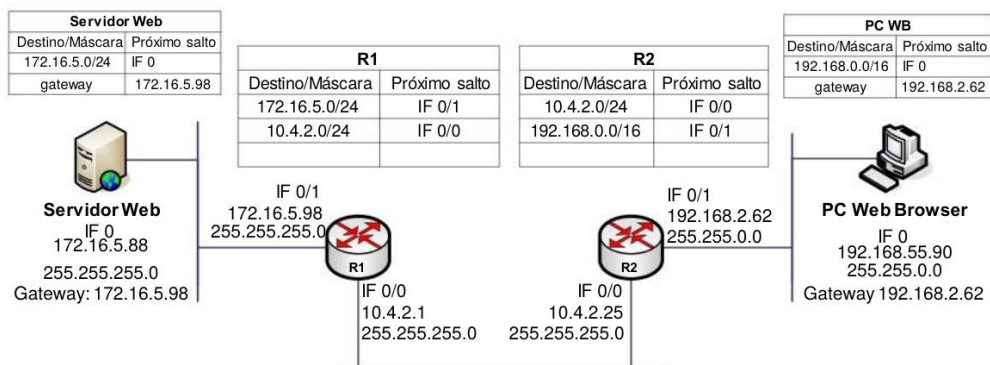 Servidor Web
Destino/Máscara Próximo salto
172.16.5.0/24 IF 0
gateway 172.16.5.98
R1
Destino/Máscara Próximo salto
172.16.5.0/24 IF 0/1
10.4.2.0/24 IF 0/0
R2
Destino/Máscara Próximo salto
10.4.2.0/24 IF 0/0
192.168.0.0/16 IF 0/1
PC WB
Destino/Máscara Próximo salto
192.168.0.0/16 IF 0
gateway 192.168.2.62
Servidor Web
IF 0
172.16.5.88
255.255.255.0
Gateway: 172.16.5.98
IF 0/1
172.16.5.98
255.255.255.0
R1
IF 0/0
10.4.2.1
255.255.255.0
IF 0/1
192.168.2.62
255.255.0.0
R2
IF 0/0
10.4.2.25
255.255.255.0
PC Web Browser
IF 0
192.168.55.90
255.255.0.0
Gateway 192.168.2.62